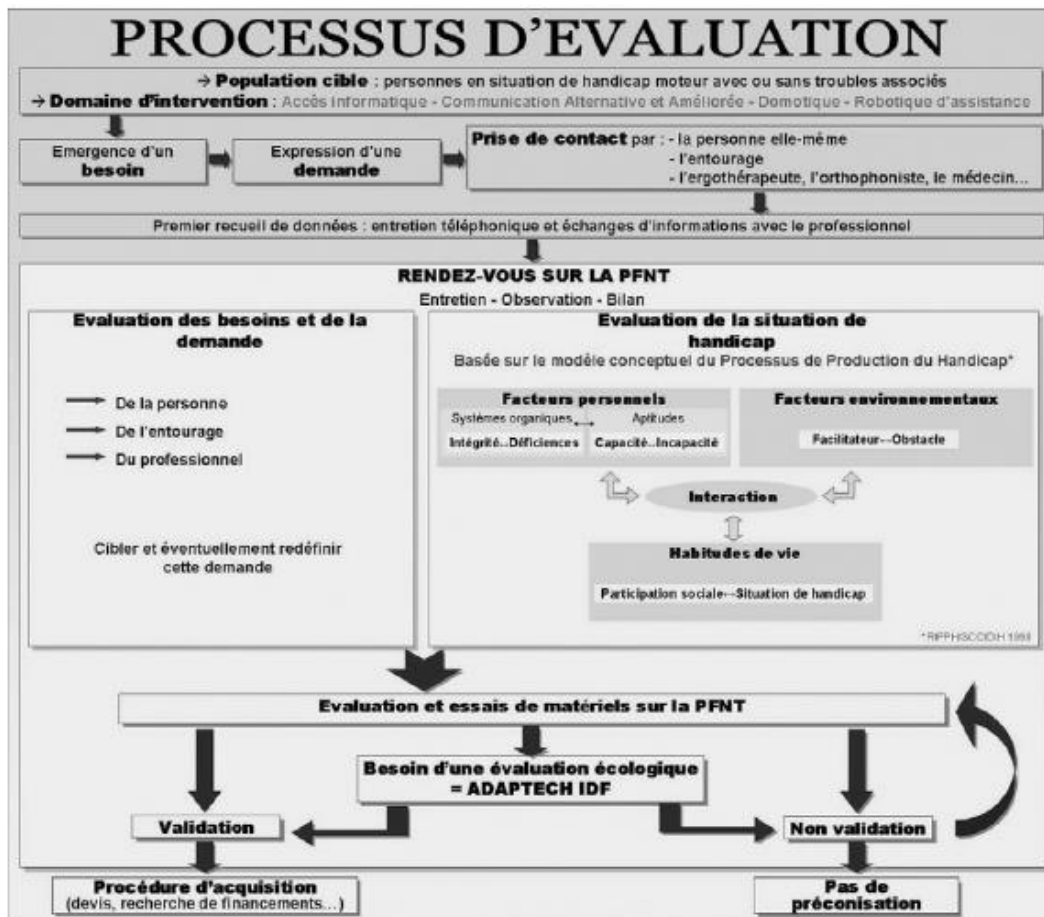 PROCESSUS D'EVALUATION
→ Population cible : personnes en situation de handicap moteur avec ou sans troubles associés
→ Domaine d'intervention : Accès Informatique - Communication Alternative et Améliorée - Domotique - Robotique d'assistance
Emergence d'un
besoin
Expression d'une
demande
Prise de contact par : - la personne elle-même
- l'entourage
- l'ergothérapeute, l'orthophoniste, le médecin...
Premier recueil de données : entretien téléphonique et échanges d'informations avec le professionnel
RENDEZ-VOUS SUR LA PFNT
Entretien - Observation - Bilan
Evaluation des besoins et de la
demande
De la personne
De l'entourage
Du professionnel
Cibler et éventuellement redéfinir
cette demande
Evaluation de la situation de
handicap
Basée sur le modèle conceptuel du Processus de Production du Handicap*
Facteurs personnels
Systèmes organiques Aptitudes
Intégrité...Déficiences Capacité...Incapacité
Facteurs environnementaux
Facilitateur---Obstacle
Interaction
Habitudes de vie
Participation sociale---Situation de handicap
1998
Evaluation et essais de matériels sur la PFNT
Besoin d'une évaluation écologique
= ADAPTECH IDF
Validation
Non validation
Procédure d'acquisition
(devis, recherche de financements...)
Pas de
préconisation